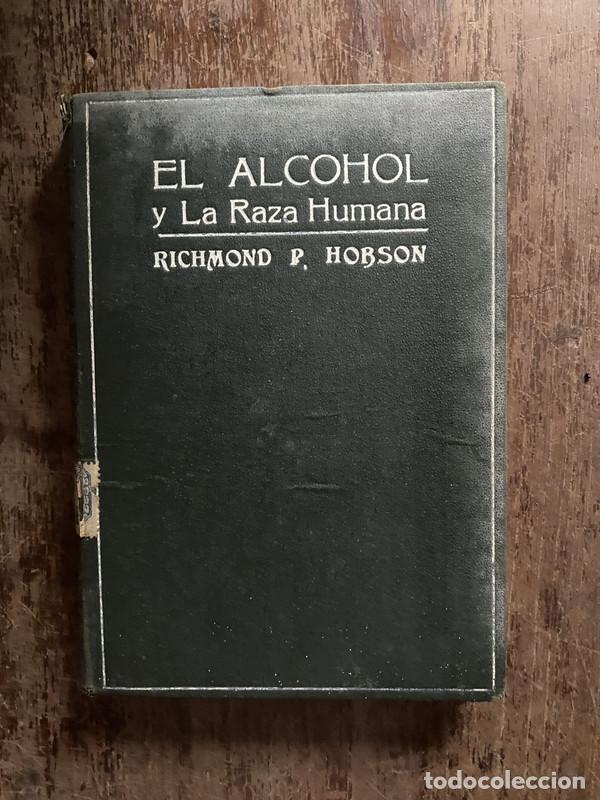 EL ALCOHOL
y La Raza Humana
RICHMOND P. HOBSON
todocoleccion